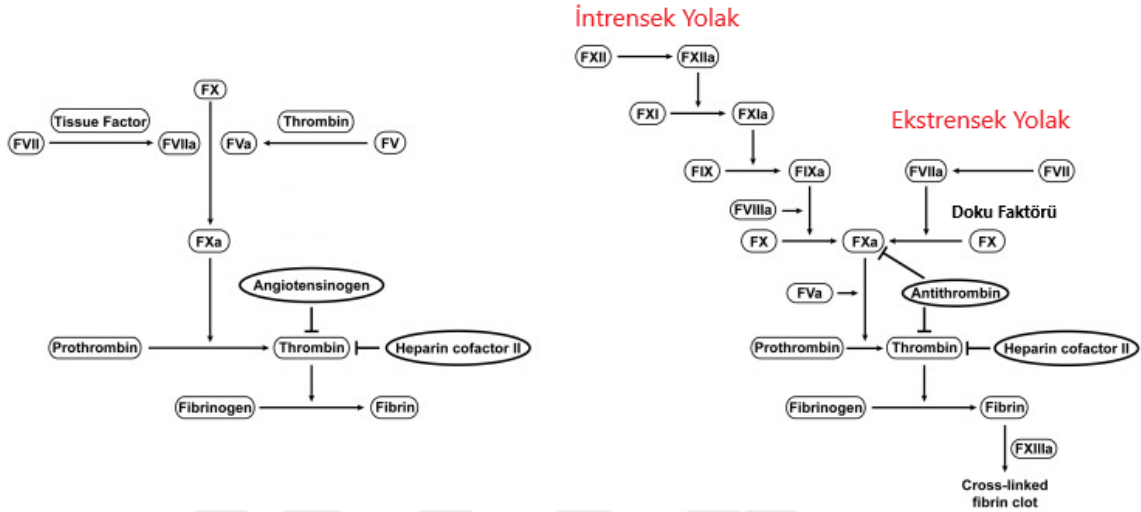 FX
Tissue Factor
Thrombin
FVII
FVIIa
FVa
FV
FXa
Angiotensinogen
Prothrombin
Thrombin
Heparin cofactor II
Fibrinogen
Fibrin
İntrensek Yolak
FXII
FXIIa
FXI
FXIa
Ekstrensek Yolak
FIX
FIXa
FVIIa
FVII
FVIIIa
Doku Faktörü
FX
FXa
FX
FVa
Antithrombin
Prothrombin
Thrombin
Heparin cofactor II
Fibrinogen
Fibrin
FXIIIa
Cross-linked
fibrin clot